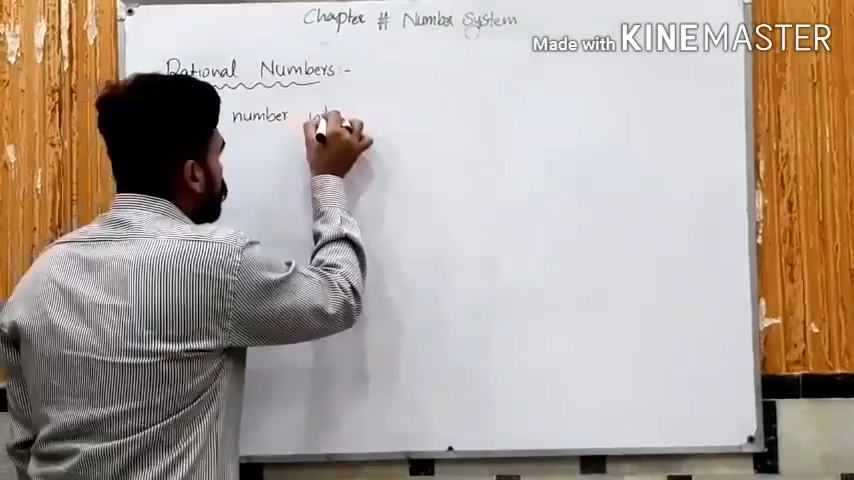 Chapter # Number System
Made with KINEMASTER
Rational Numbers:-
number